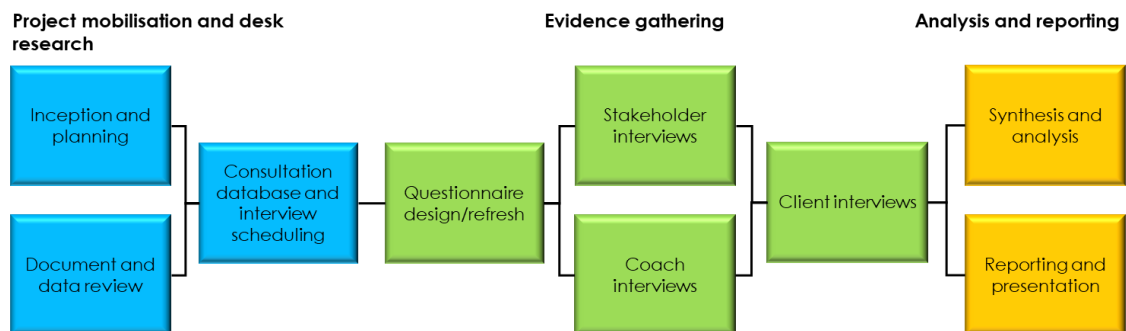 Project mobilisation and desk
research
Evidence gathering
Analysis and reporting
Inception and
planning
Document and
data review
Consultation
database and
interview
scheduling
Questionnaire
design/refresh
Stakeholder
interviews
Coach
interviews
Client interviews
Synthesis and
analysis
Reporting and
presentation